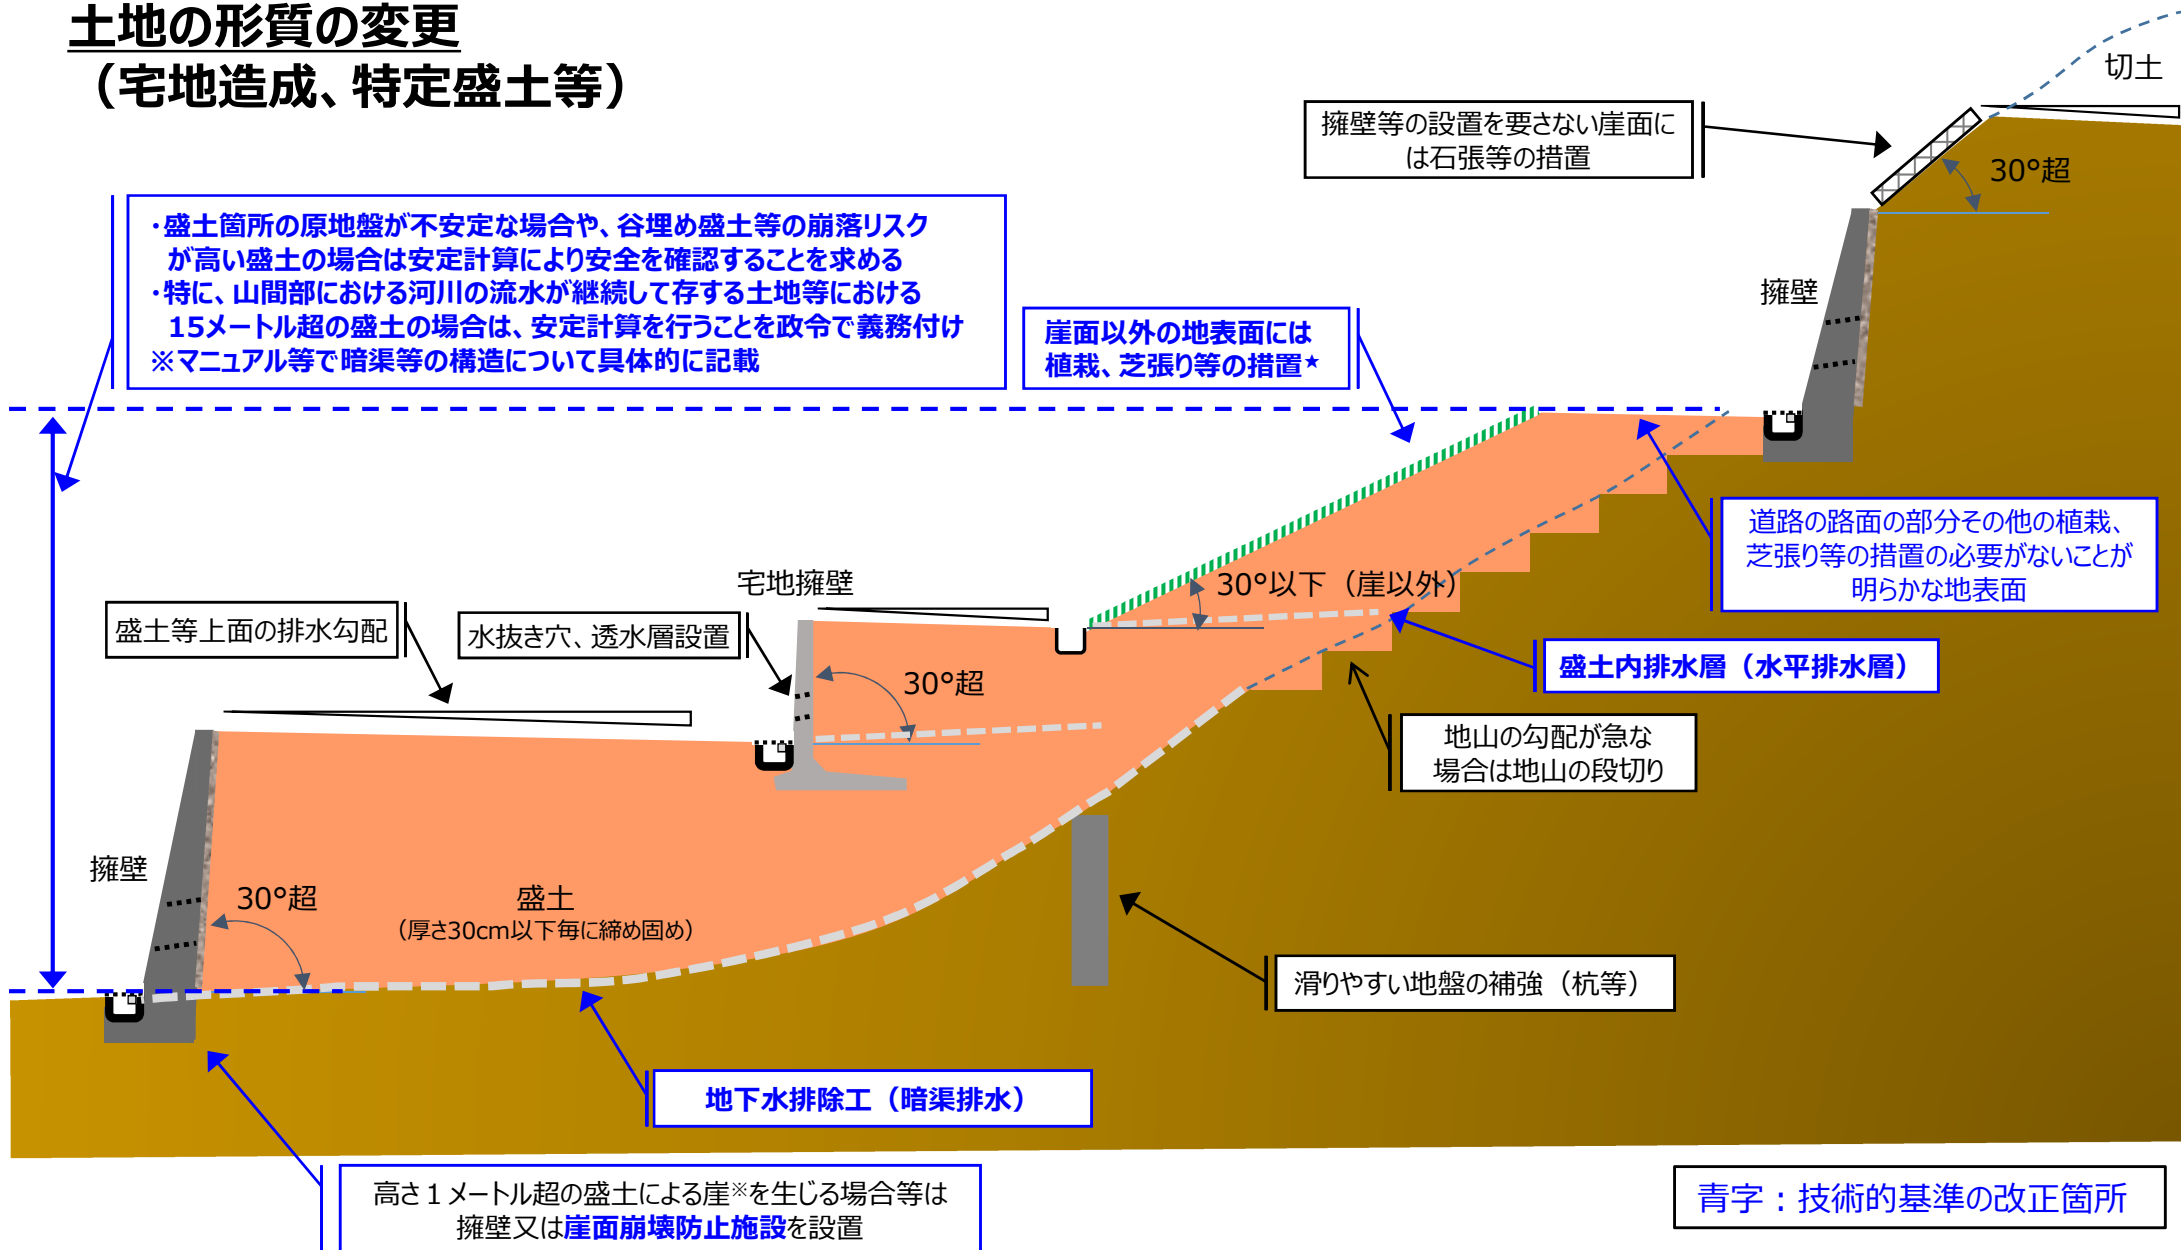 土地の形質の変更
（宅地造成、特定盛土等）
切土
擁壁等の設置を要さない崖面に
は石張等の措置
30°超
・盛土箇所の原地盤が不安定な場合や、谷埋め盛土等の崩落リスク
が高い盛土の場合は安定計算により安全を確認することを求める
・特に、山間部における河川の流水が継続して存する土地等における
15メートル超の盛土の場合は、安定計算を行うことを政令で義務付け
※マニュアル等で暗渠等の構造について具体的に記載
擁壁
崖面以外の地表面には
植栽、芝張り等の措置★
道路の路面の部分その他の植栽、
芝張り等の措置の必要がないことが
明らかな地表面
宅地擁壁
30°以下（崖以外）
盛土等上面の排水勾配
水抜き穴、透水層設置
盛土内排水層（水平排水層）
30°超
地山の勾配が急な
場合は地山の段切り
擁壁
30°超
盛土
（厚さ30cm以下毎に締め固め）
滑りやすい地盤の補強（杭等）
地下水排除工（暗渠排水）
高さ１メートル超の盛土による崖※を生じる場合等は
擁壁又は崖面崩壊防止施設を設置
青字：技術的基準の改正箇所